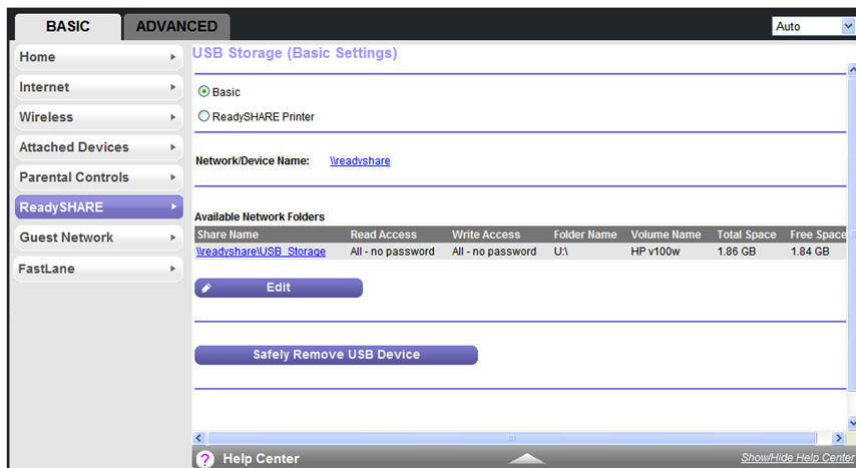 BASIC ADVANCED Auto
Home
Internet
Wireless
Attached Devices
Parental Controls
ReadySHARE
Guest Network
FastLane
USB Storage (Basic Settings)
Basic
ReadySHARE Printer
Network/Device Name: \\readyshare
Available Network Folders
Share Name Read Access Write Access Folder Name Volume Name Total Space Free Space
\\readyshare\USB_Storage All - no password All - no password U:\ HP v100w 1.86 GB 1.84 GB
Edit
Safely Remove USB Device
? Help Center Show/Hide Help Center